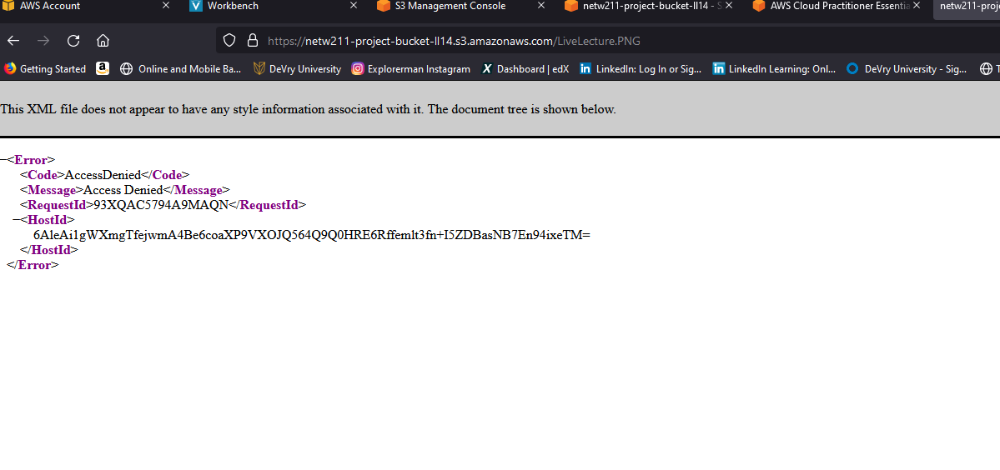 AWS Account
Workbench
S3 Management Console
netw211-project-bucket-ll14 - S
AWS Cloud Practitioner Essentia
netw211-proj
https://netw211-project-bucket-ll14.s3.amazonaws.com/LiveLecture.PNG
Getting Started
Online and Mobile Ba...
DeVry University
Explorerman Instagram
Dashboard | edX
LinkedIn: Log In or Sig...
LinkedIn Learning: Onl...
DeVry University - Sig...
This XML file does not appear to have any style information associated with it. The document tree is shown below.
—<Error>
<Code>AccessDenied</Code>
<Message>Access Denied</Message>
<RequestId>93XQAC5794A9MAQN</RequestId>
—<HostId>
6AleAi1gWXmgTfejwmA4Be6coaXP9VXOJQ564Q9Q0HRE6Rffemlt3fn+I5ZDBasNB7En94ixeTM=
</HostId>
</Error>